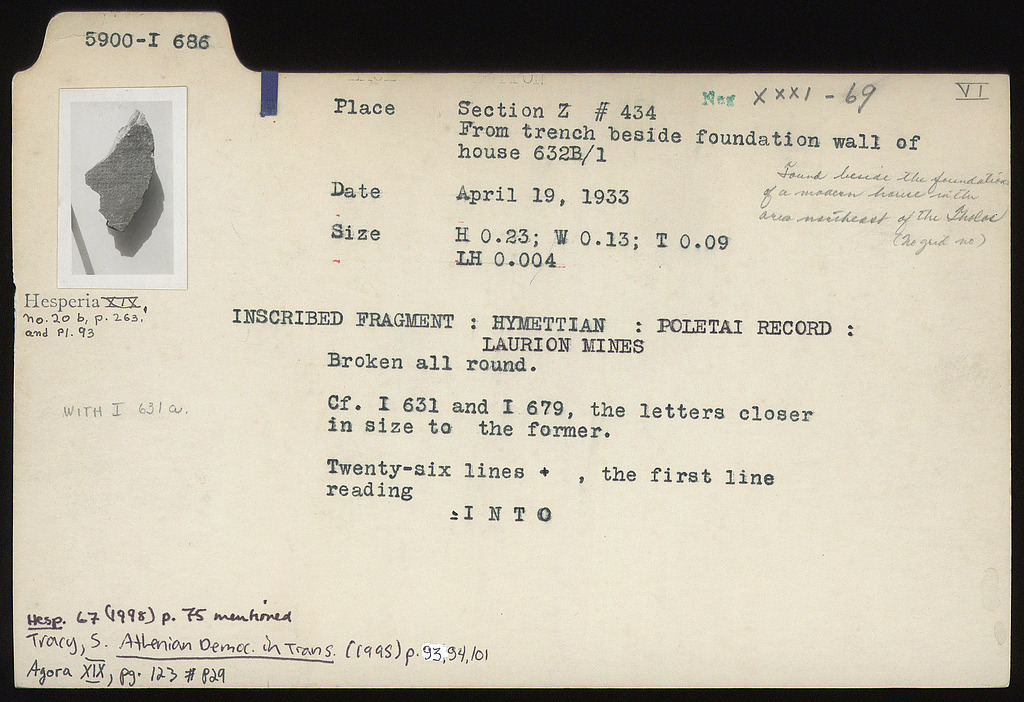 5900-I 686
Neg XXXI - 69
VI
Place Section Z # 434
From trench beside foundation wall of
house 632B/1
Found beside the foundations
of a modern house in the
area northeast of the Tholos
(No grid no)
Date April 19, 1933
Size H 0.23; W 0.13; T 0.09
LH 0.004
Hesperia XIX,
no. 20 b, p. 263,
and Pl. 93
INSCRIBED FRAGMENT : HYMETTIAN : POLETAI RECORD :
LAURION MINES
Broken all round.
WITH I 631 a.
Cf. I 631 and I 679, the letters closer
in size to the former.
Twenty-six lines + , the first line
reading
:I N T O
Hesp. 67 (1998) p. 75 mentioned
Tracy, S. Athenian Democ. in Trans. (1995) p. 93,94,101
Agora XIX, pg. 123 # P29